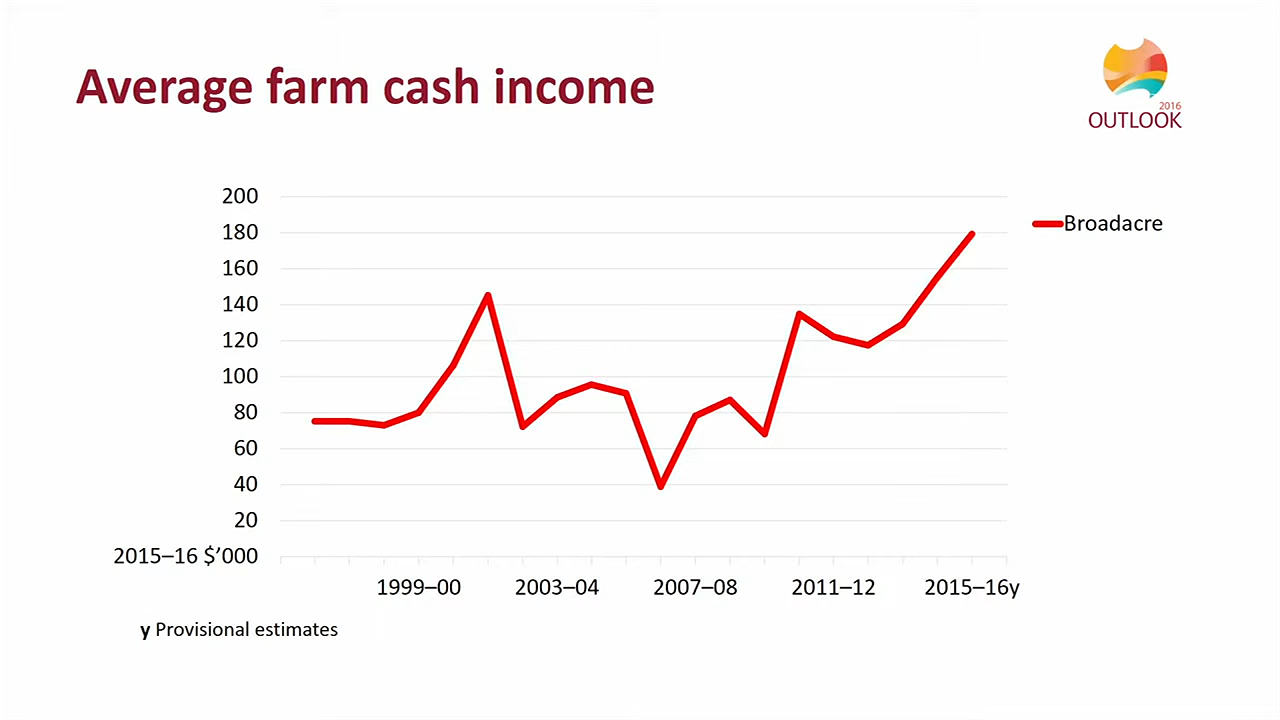 Average farm cash income
2016
OUTLOOK
200
180
160
140
120
100
80
60
40
20
2015–16 $'000
Broadacre
1999–00 2003–04 2007–08 2011–12 2015–16y
y Provisional estimates